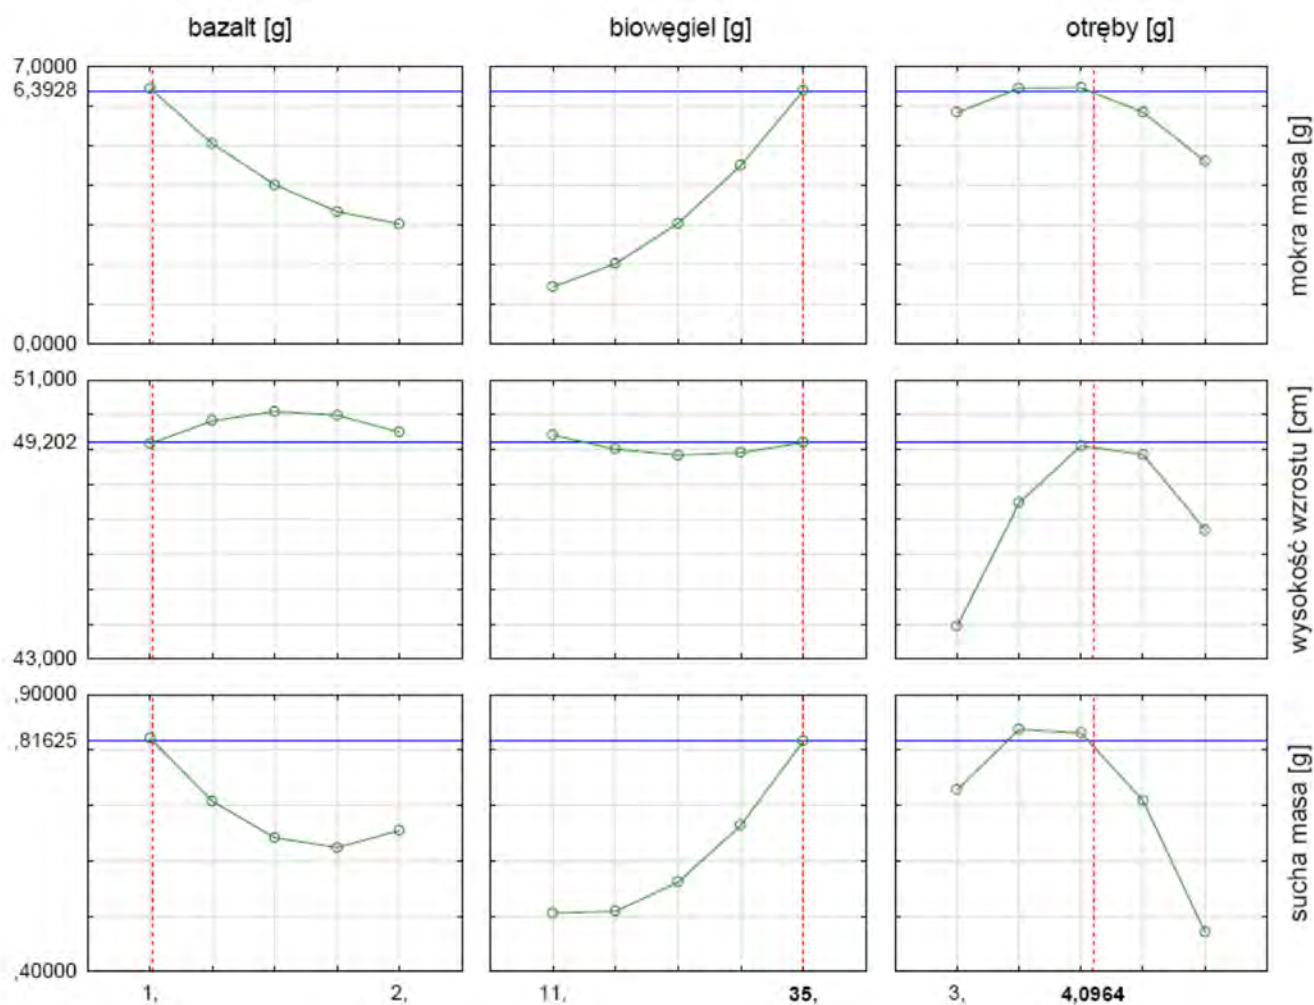 bazalt [g] biowęgiel [g] otręby [g]
7,0000
6,3928
mokra masa [g]
0,0000
51,000
49,202
wysokość wzrostu [cm]
43,000
,90000
,81625
sucha masa [g]
,40000
1, 2, 11, 35, 3, 4,0964